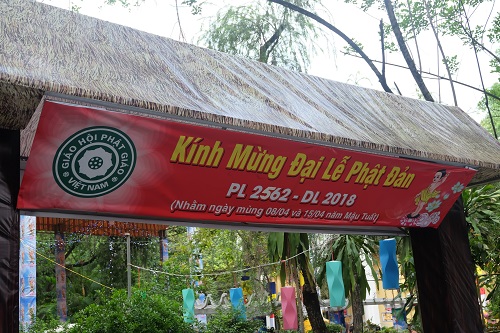 GIÁO HỘI PHẬT GIÁO
VIỆT NAM
Kính Mừng Đại Lễ Phật Đản
PL 2562 - DL 2018
(Nhằm ngày mùng 08/04 và 15/04 năm Mậu Tuất)